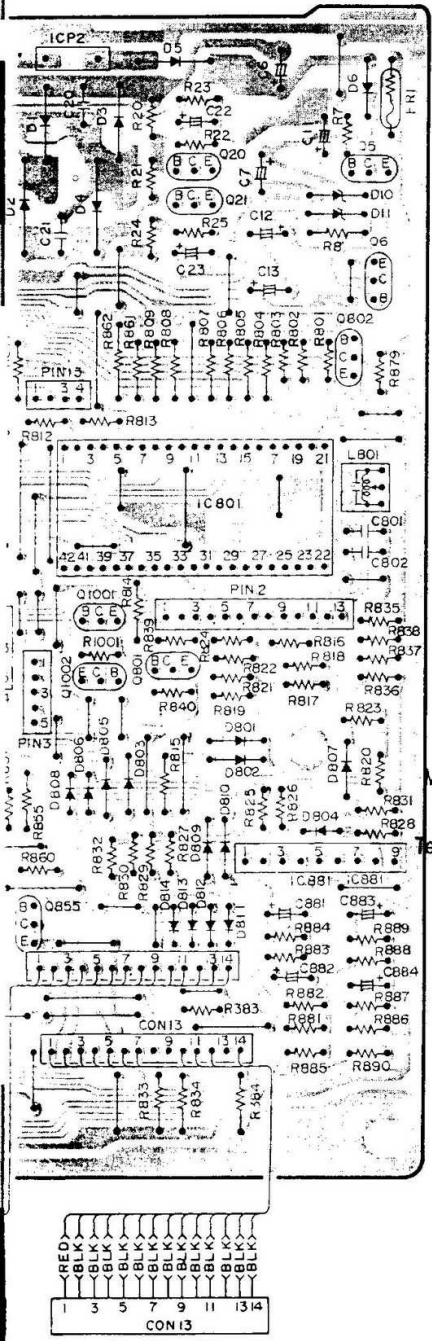 ICP2
D5
C6
D6
FR1
D1
C20
D3
R20
R23
C22
R22
C1
R7
B C E
Q20
Q5
B C E
D2
C21
D4
R21
B C E
Q21
C7
D10
D11
R24
R25
C12
R8
C23
C13
Q6
E
C
B
R862
R861
R809
R808
R807
R806
R805
R804
R803
R802
R801
Q802
B
C
E
R879
PIN13
1 3 4
R812
R813
1 3 5 7 9 11 13 15 7 19 21
IC801
L801
C801
C802
42 41 39 37 35 33 31 29 27 25 23 22
Q1001
B C E
R814
PIN2
1 3 5 7 9 11 13
R835
R838
R1001
R839
R824
R816
R818
R837
Q1002
E C B
Q801
B C E
R822
R821
R817
R836
1
3
5
PIN3
R840
R819
R823
D801
D802
D808
D806
D805
D803
R815
D807
R820
R855
D810
R825
R826
R831
D804
R828
R860
R832
R830
R829
R827
D809
1 3 5 7 9
IC881
IC881
Q855
B
C
E
D814
D813
D812
D811
C881
C883
R884
R889
R883
R888
1 3 5 7 9 11 13 14
C882
C884
R383
R882
R887
CON13
R881
R886
1 3 5 7 9 11 13 14
R885
R890
R833
R834
R384
RED
BLK
BLK
BLK
BLK
BLK
BLK
BLK
BLK
BLK
BLK
BLK
BLK
BLK
1 3 5 7 9 11 13 14
CON13